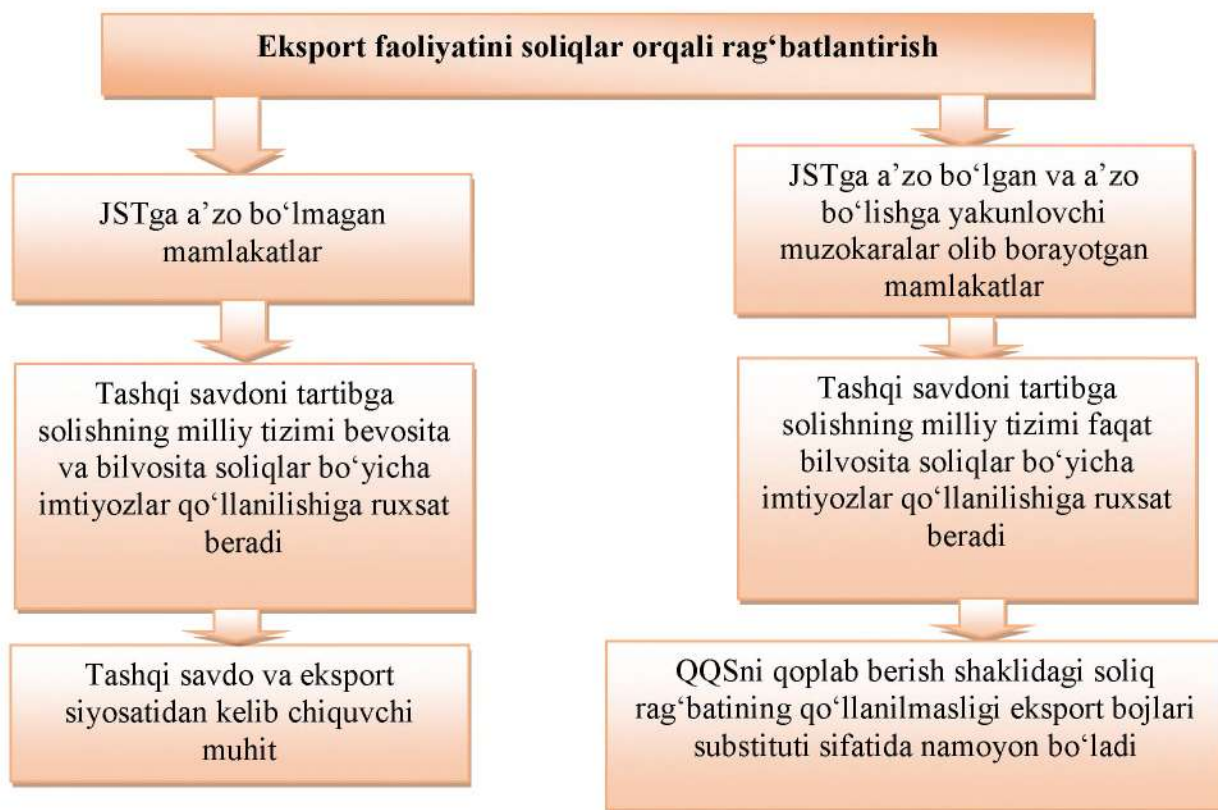 Eksport faoliyatini soliqlar orqali rag‘batlantirish
JSTga a’zo bo‘lmagan
mamlakatlar
Tashqi savdoni tartibga
solishning milliy tizimi bevosita
va bilvosita soliqlar bo‘yicha
imtiyozlar qo‘llanilishiga ruxsat
beradi
Tashqi savdo va eksport
siyosatidan kelib chiquvchi
muhit
JSTga a’zo bo‘lgan va a’zo
bo‘lishga yakunlovchi
muzokaralar olib borayotgan
mamlakatlar
Tashqi savdoni tartibga
solishning milliy tizimi faqat
bilvosita soliqlar bo‘yicha
imtiyozlar qo‘llanilishiga ruxsat
beradi
QQSni qoplab berish shaklidagi soliq
rag‘batining qo‘llanilmasligi eksport bojlari
substituti sifatida namoyon bo‘ladi